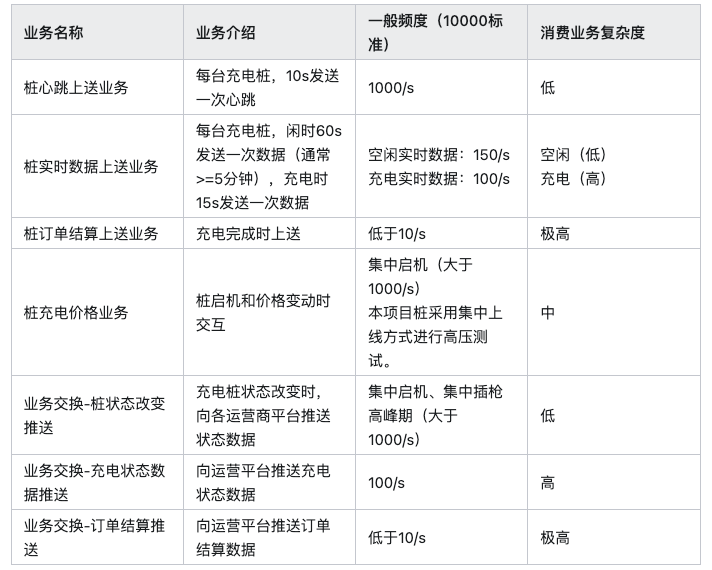 业务名称
业务介绍
一般频度（10000标
准）
消费业务复杂度
桩心跳上送业务
每台充电桩，10s发送
一次心跳
1000/s
低
桩实时数据上送业务
每台充电桩，闲时60s
发送一次数据（通常
>=5分钟），充电时
15s发送一次数据
空闲实时数据：150/s
充电实时数据：100/s
空闲（低）
充电（高）
桩订单结算上送业务
充电完成时上送
低于10/s
极高
桩充电价格业务
桩启机和价格变动时
交互
集中启机（大于
1000/s）
本项目桩采用集中上
线方式进行高压测
试。
中
业务交换-桩状态改变
推送
充电桩状态改变时，
向各运营商平台推送
状态数据
集中启机、集中插枪
高峰期（大于
1000/s）
低
业务交换-充电状态数
据推送
向运营平台推送充电
状态数据
100/s
高
业务交换-订单结算推
送
向运营平台推送订单
结算数据
低于10/s
极高